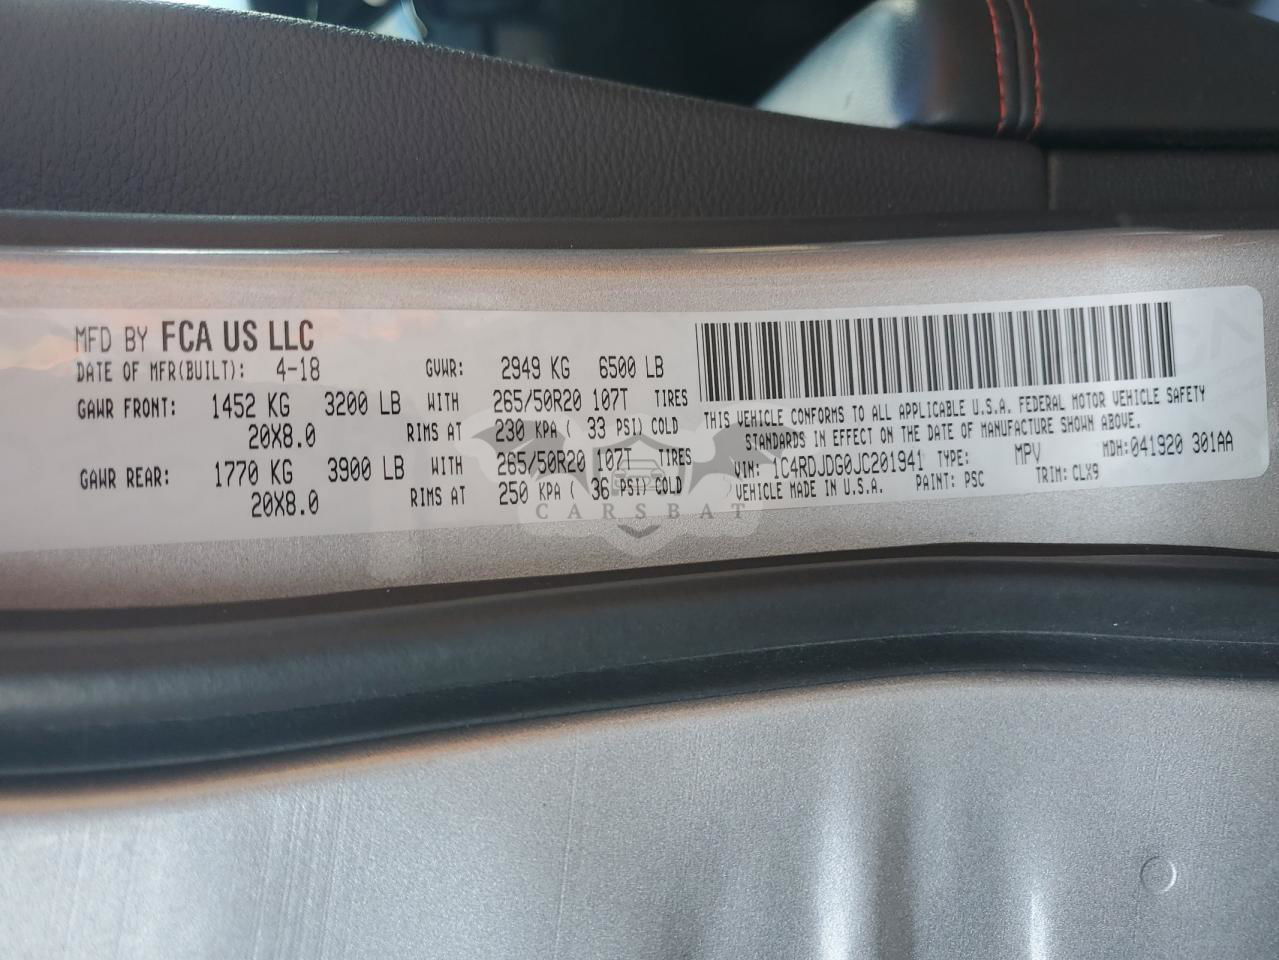 MFD BY FCA US LLC
DATE OF MFR(BUILT): 4-18 GVWR: 2949 KG 6500 LB
GAWR FRONT: 1452 KG 3200 LB WITH 265/50R20 107T TIRES
20X8.0 RIMS AT 230 KPA ( 33 PSI) COLD
GAWR REAR: 1770 KG 3900 LB WITH 265/50R20 107T TIRES
20X8.0 RIMS AT 250 KPA ( 36 PSI) COLD
THIS VEHICLE CONFORMS TO ALL APPLICABLE U.S.A. FEDERAL MOTOR VEHICLE SAFETY
STANDARDS IN EFFECT ON THE DATE OF MANUFACTURE SHOWN ABOVE.
VIN: 1C4RDJDG0JC201941 TYPE: MPV MDH:041920 301AA
VEHICLE MADE IN U.S.A. PAINT: PSC TRIM: CLX9
CARSBAT